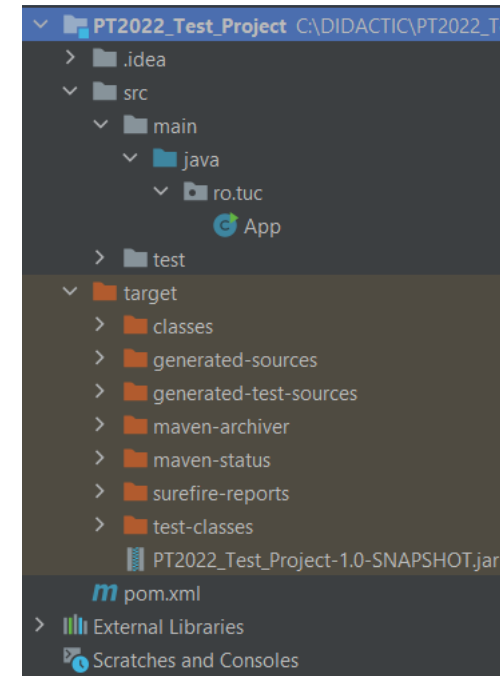 PT2022_Test_Project C:\DIDACTIC\PT2022_T
.idea
src
main
java
ro.tuc
C App
test
target
classes
generated-sources
generated-test-sources
maven-archiver
maven-status
surefire-reports
test-classes
PT2022_Test_Project-1.0-SNAPSHOT.jar
m pom.xml
External Libraries
Scratches and Consoles